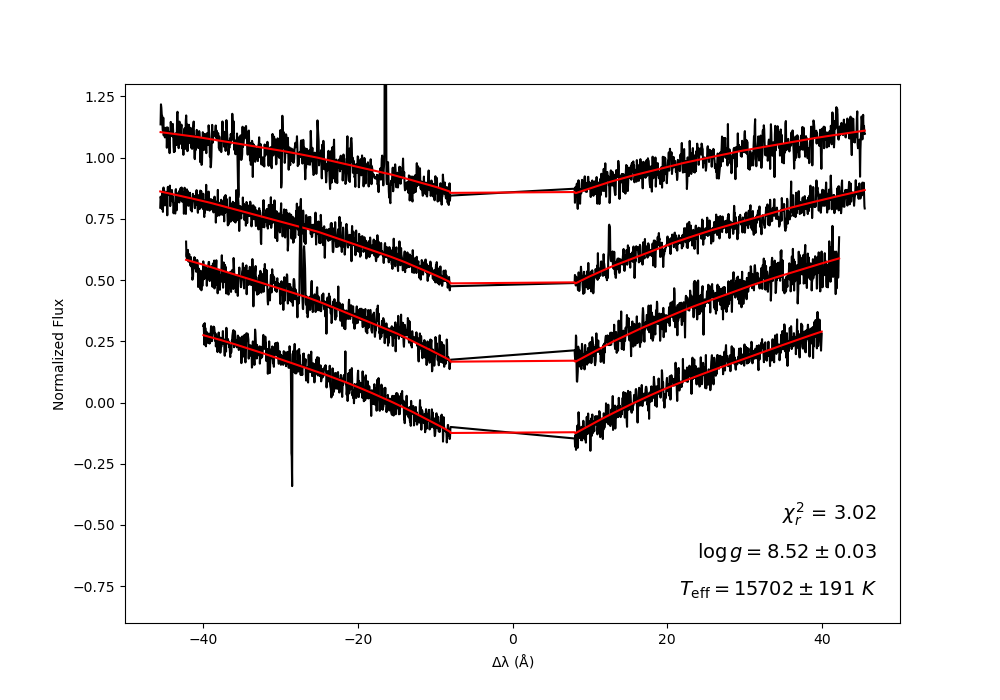 Normalized Flux
1.25
1.00
0.75
0.50
0.25
0.00
−0.25
−0.50
−0.75
χ²ᵣ = 3.02
log g = 8.52 ± 0.03
T_eff = 15702 ± 191 K
−40 −20 0 20 40
Δλ (Å)